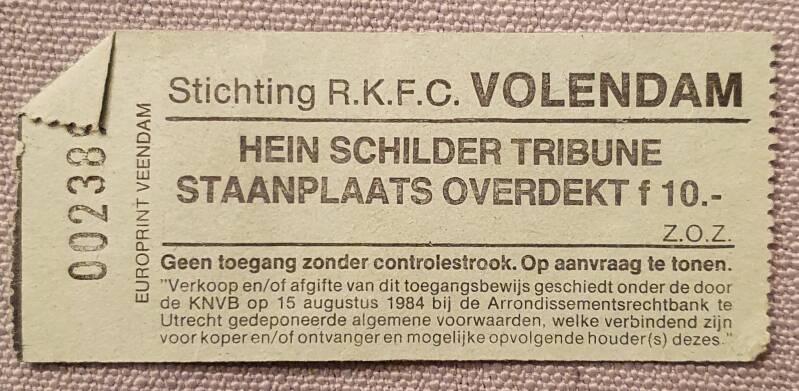 Stichting R.K.F.C. VOLENDAM
HEIN SCHILDER TRIBUNE
STAANPLAATS OVERDEKT f 10.-
Z.O.Z.
Geen toegang zonder controlestrook. Op aanvraag te tonen.
"Verkoop en/of afgifte van dit toegangsbewijs geschiedt onder de door
de KNVB op 15 augustus 1984 bij de Arrondissementsrechtbank te
Utrecht gedeponeerde algemene voorwaarden, welke verbindend zijn
voor koper en/of ontvanger en mogelijke opvolgende houder(s) dezes."
EUROPRINT VEENDAM
00238